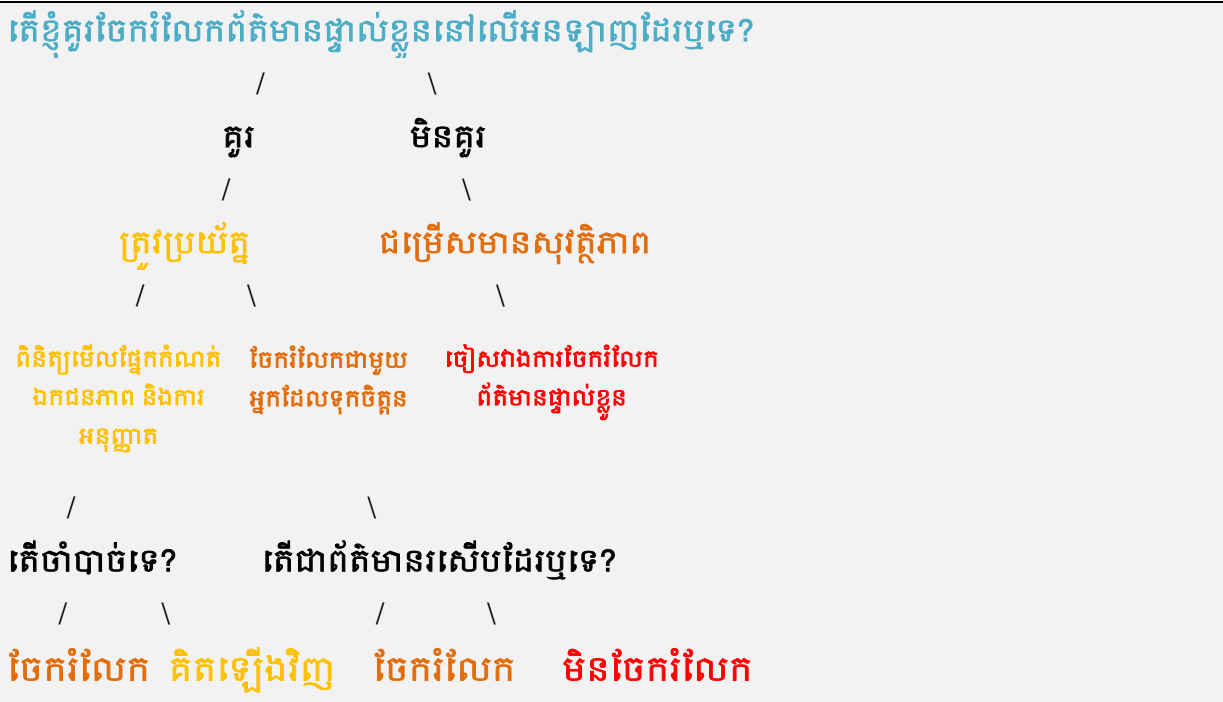 តើខ្ញុំគួរចែករំលែកព័ត៌មានផ្ទាល់ខ្លួននៅលើអនឡាញដែរឬទេ?
/ \
គួរ មិនគួរ
/ \
ត្រូវប្រយ័ត្ន ជម្រើសមានសុវត្ថិភាព
/ \ \
ពិនិត្យមើលផ្នែកកំណត់ ចែករំលែកជាមួយ ចៀសវាងការចែករំលែក
ឯកជនភាព និងការ អ្នកដែលទុកចិត្តន ព័ត៌មានផ្ទាល់ខ្លួន
អនុញ្ញាត
/ \
តើចាំបាច់ទេ? តើជាព័ត៌មានរសើបដែរឬទេ?
/ \ / \
ចែករំលែក គិតឡើងវិញ ចែករំលែក មិនចែករំលែក